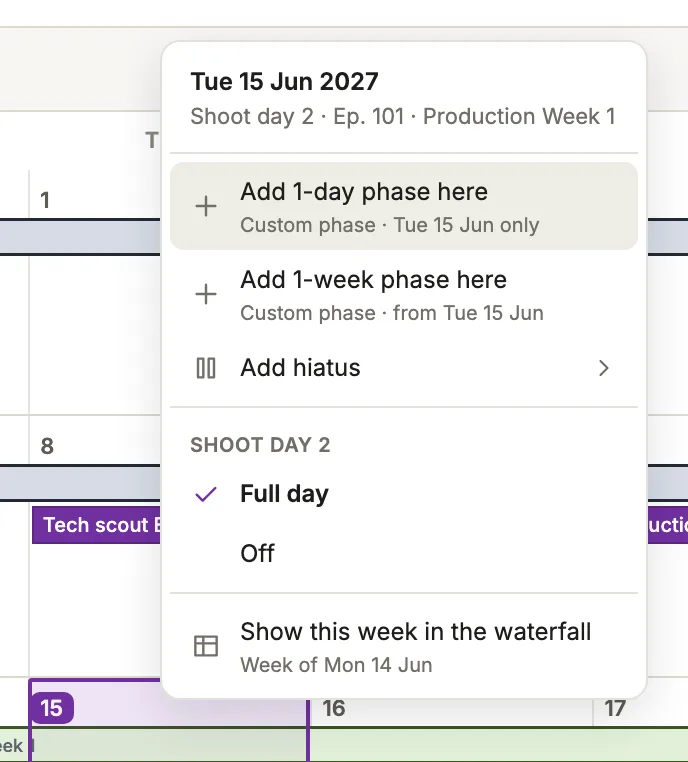 Tue 15 Jun 2027
Shoot day 2 · Ep. 101 · Production Week 1
T
1
Add 1-day phase here
Custom phase · Tue 15 Jun only
Add 1-week phase here
Custom phase · from Tue 15 Jun
Add hiatus
8
SHOOT DAY 2
Full day
Tech scout
Off
Show this week in the waterfall
Week of Mon 14 Jun
15
16
17